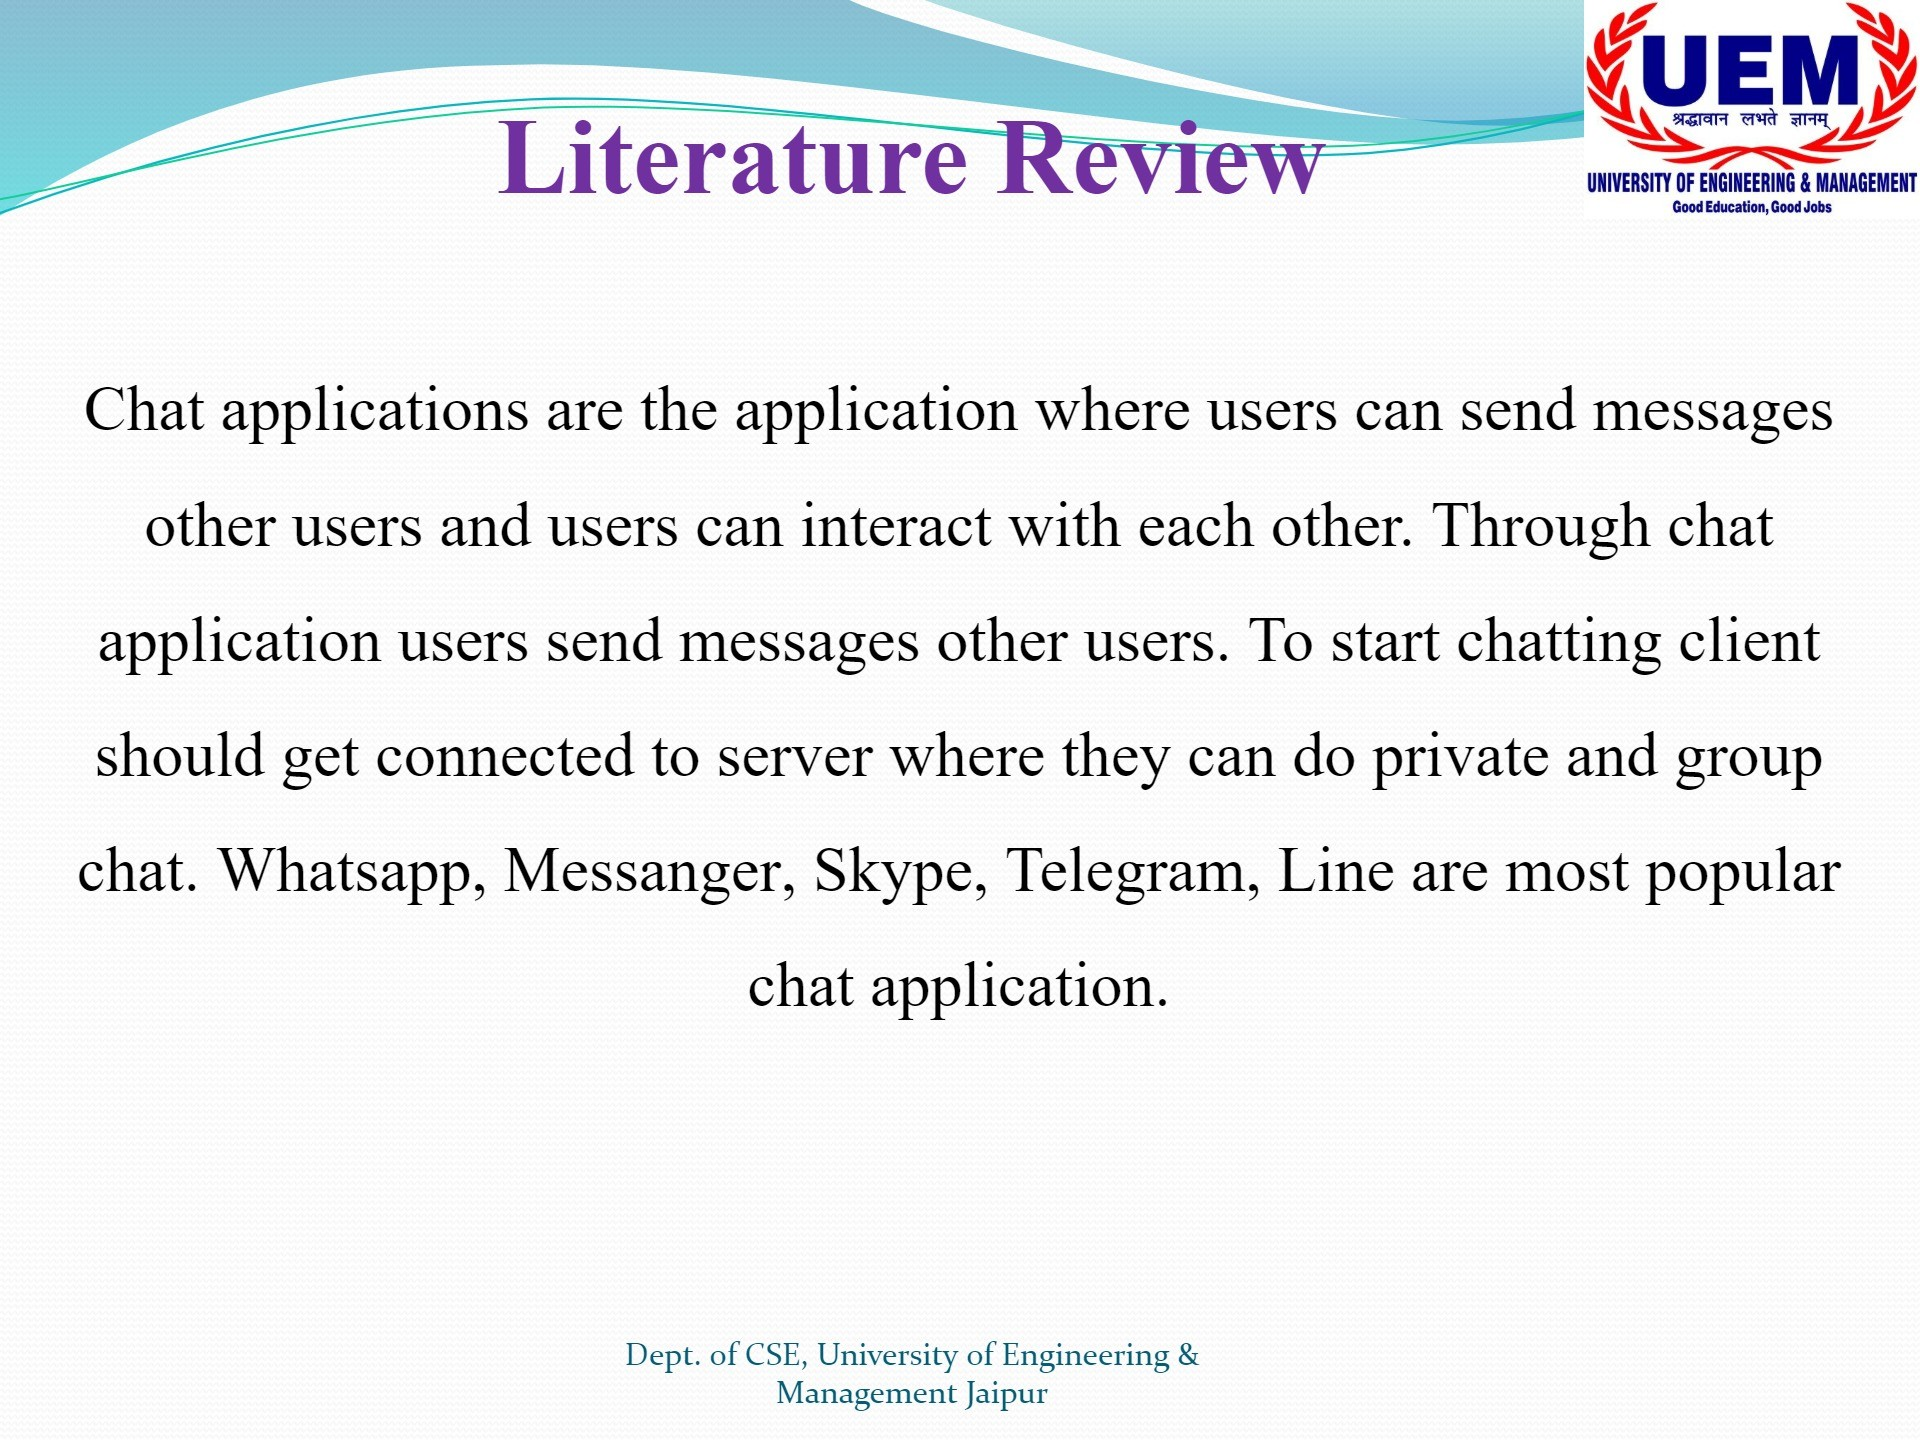 UEM
श्रद्धावान लभते ज्ञानम्
UNIVERSITY OF ENGINEERING & MANAGEMENT
Good Education, Good Jobs
Literature Review
Chat applications are the application where users can send messages
other users and users can interact with each other. Through chat
application users send messages other users. To start chatting client
should get connected to server where they can do private and group
chat. Whatsapp, Messanger, Skype, Telegram, Line are most popular
chat application.
Dept. of CSE, University of Engineering &
Management Jaipur